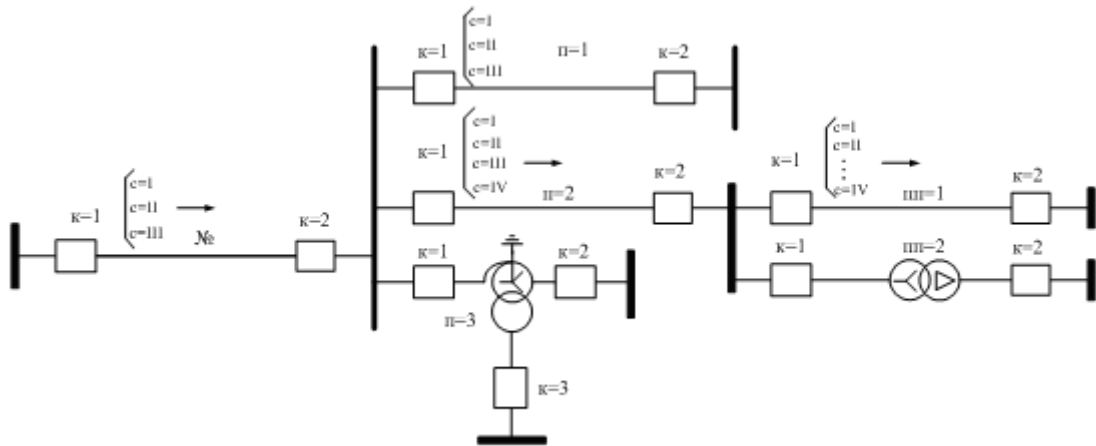 к=1
c=I
c=II
c=III
п=1
к=2
к=1
c=I
c=II
c=III
c=IV
п=2
к=2
к=1
c=I
c=II
⋮
c=IV
пп=1
к=2
к=1
c=I
c=II
c=III
№
к=2
к=1
к=2
п=3
к=3
к=1
пп=2
к=2